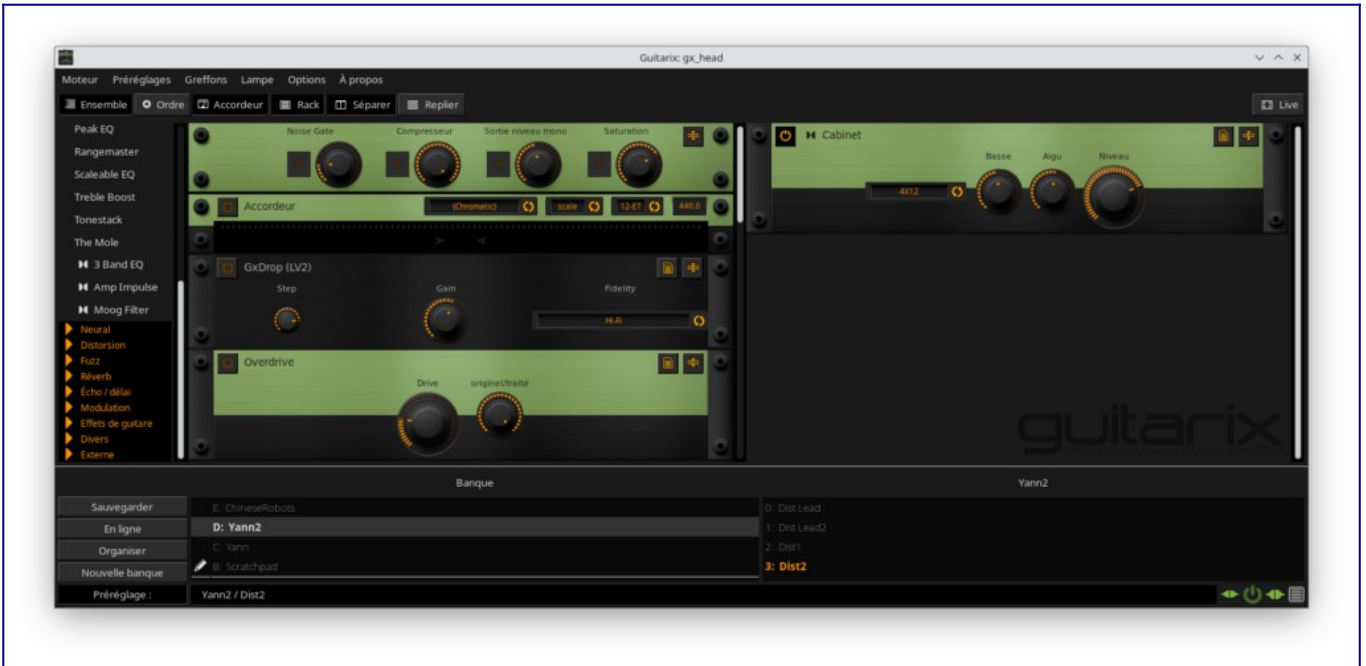 Guitarix: gx_head
Moteur Préréglages Greffons Lampe Options À propos
Ensemble Ordre Accordeur Rack Séparer Replier Live
Peak EQ
Rangemaster
Scaleable EQ
Treble Boost
Tonestack
The Mole
3 Band EQ
Amp Impulse
Moog Filter
Neural
Distorsion
Fuzz
Réverb
Écho / délai
Modulation
Effets de guitare
Divers
Externe
Noise Gate Compresseur Sortie niveau mono Saturation
Accordeur (Chromatic) scale 12-ET 440,0
GxDrop (LV2)
Step Gain Fidelity
Hi-Fi
Overdrive
Drive originel/traité
Cabinet
Basse Aigu Niveau
4X12
guitarix
Banque Yann2
Sauvegarder
En ligne
Organiser
Nouvelle banque
E: ChineseRobots
D: Yann2
C: Yann
B: Scratchpad
0: Dist Lead
1: Dist Lead2
2: Dist1
3: Dist2
Préréglage : Yann2 / Dist2